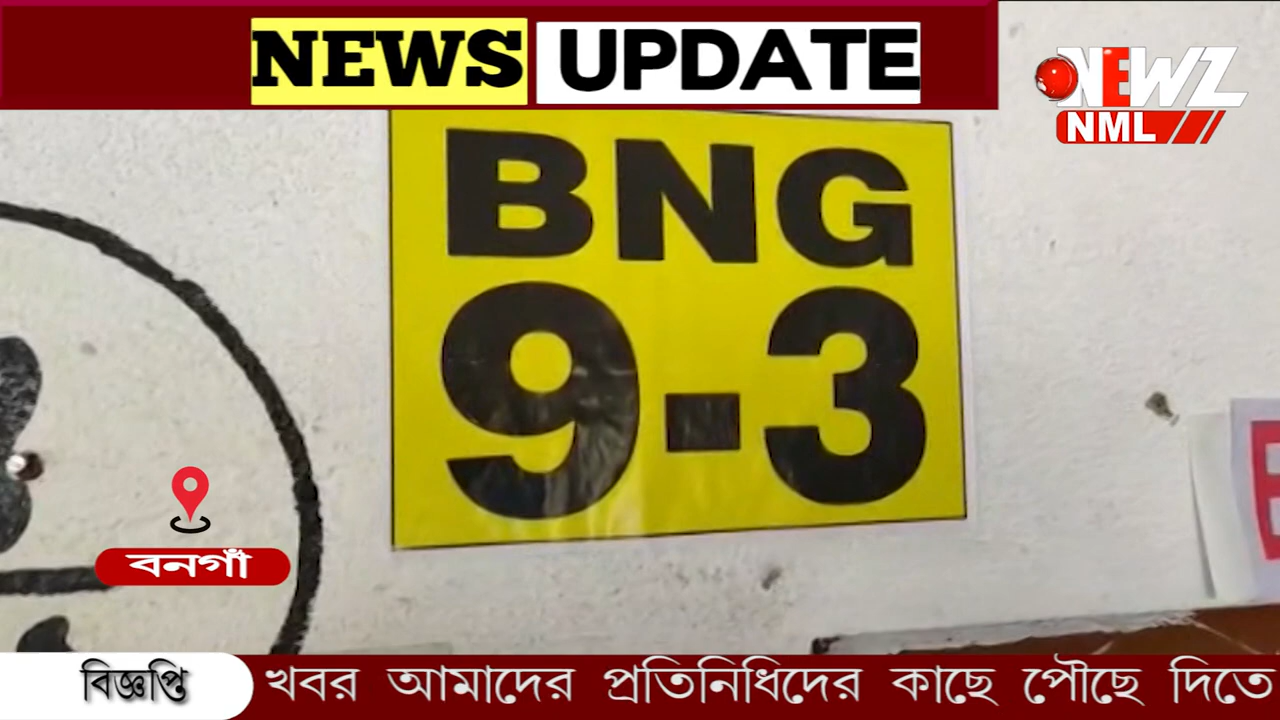 NEWS UPDATE
NEWZ
NML
BNG
9-3
বনগাঁ
বিজ্ঞপ্তি খবর আমাদের প্রতিনিধিদের কাছে পৌছে দিতে